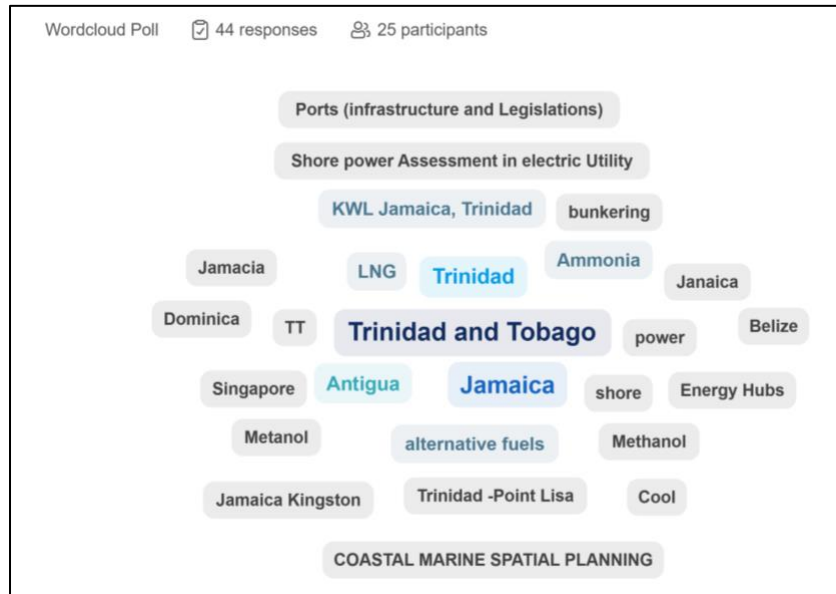 Wordcloud Poll 44 responses 25 participants
Ports (infrastructure and Legislations)
Shore power Assessment in electric Utility
KWL Jamaica, Trinidad bunkering
Jamacia LNG Trinidad Ammonia Janaica
Dominica TT Trinidad and Tobago power Belize
Singapore Antigua Jamaica shore Energy Hubs
Metanol alternative fuels Methanol
Jamaica Kingston Trinidad -Point Lisa Cool
COASTAL MARINE SPATIAL PLANNING